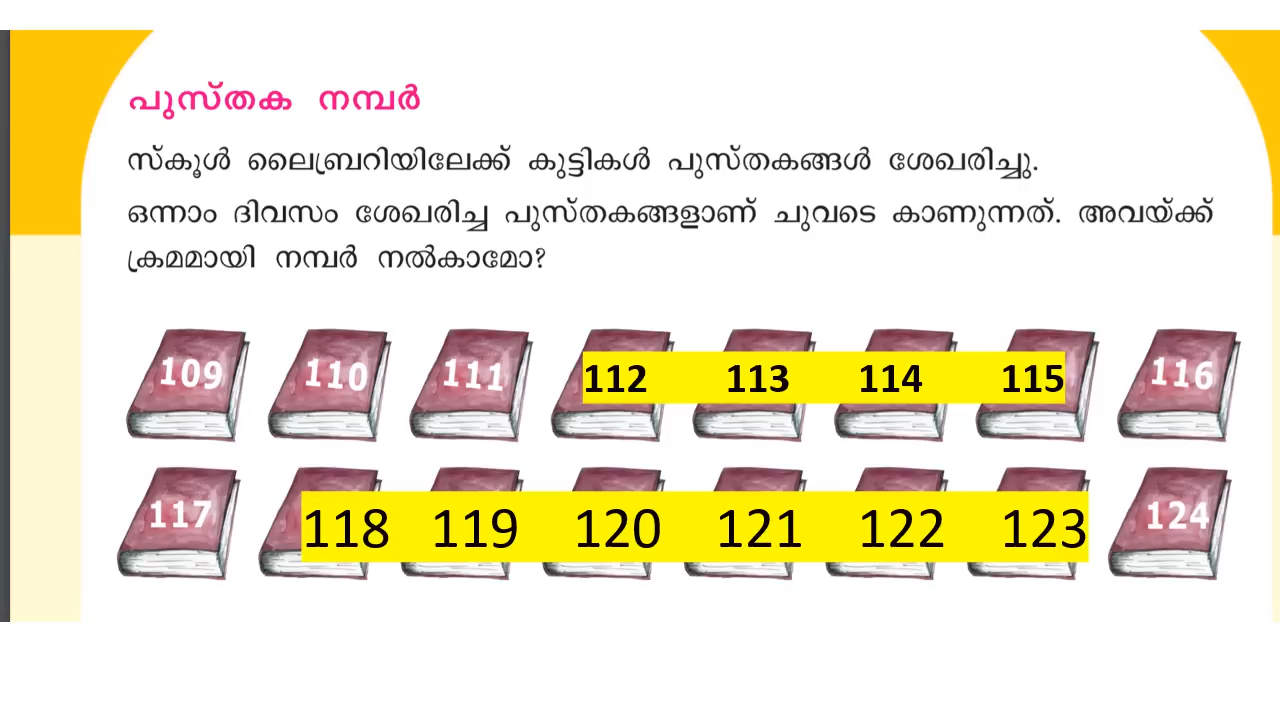 പുസ്തക നമ്പർ
സ്കൂൾ ലൈബ്രറിയിലേക്ക് കുട്ടികൾ പുസ്തകങ്ങൾ ശേഖരിച്ചു.
ഒന്നാം ദിവസം ശേഖരിച്ച പുസ്തകങ്ങളാണ് ചുവടെ കാണുന്നത്. അവയ്ക്ക്
ക്രമമായി നമ്പർ നൽകാമോ?
109 110 111 112 113 114 115 116
117 118 119 120 121 122 123 124